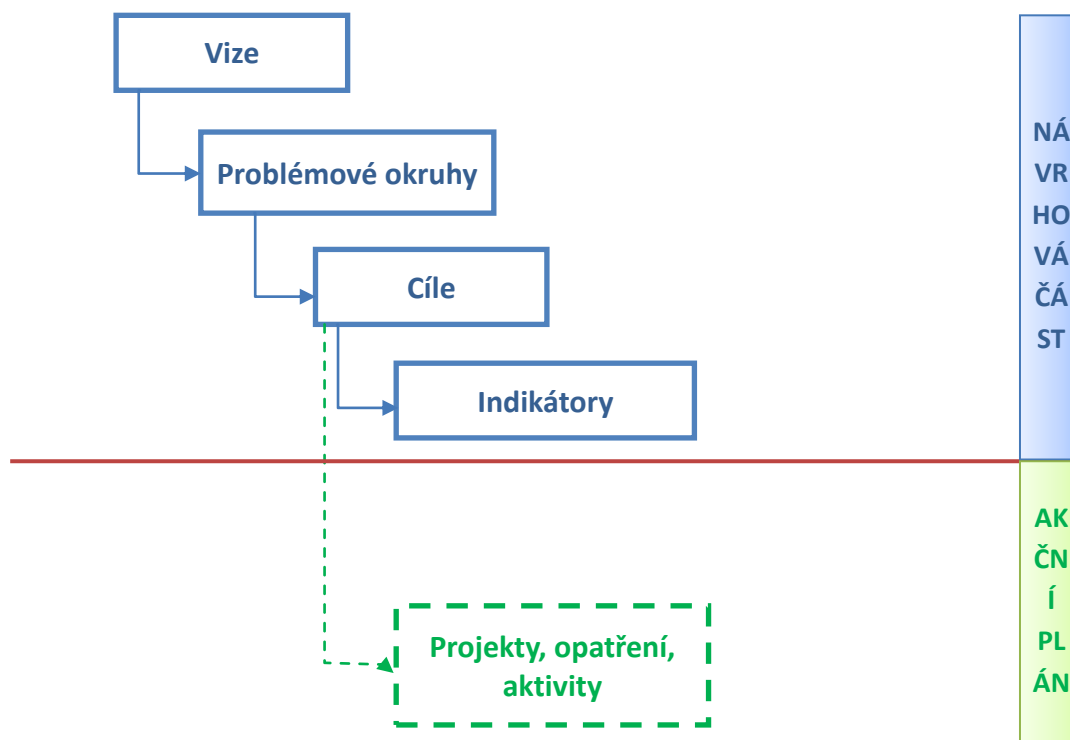 Vize
Problémové okruhy
Cíle
Indikátory
Projekty, opatření,
aktivity
NÁ
VR
HO
VÁ
ČÁ
ST
AK
ČN
Í
PL
ÁN